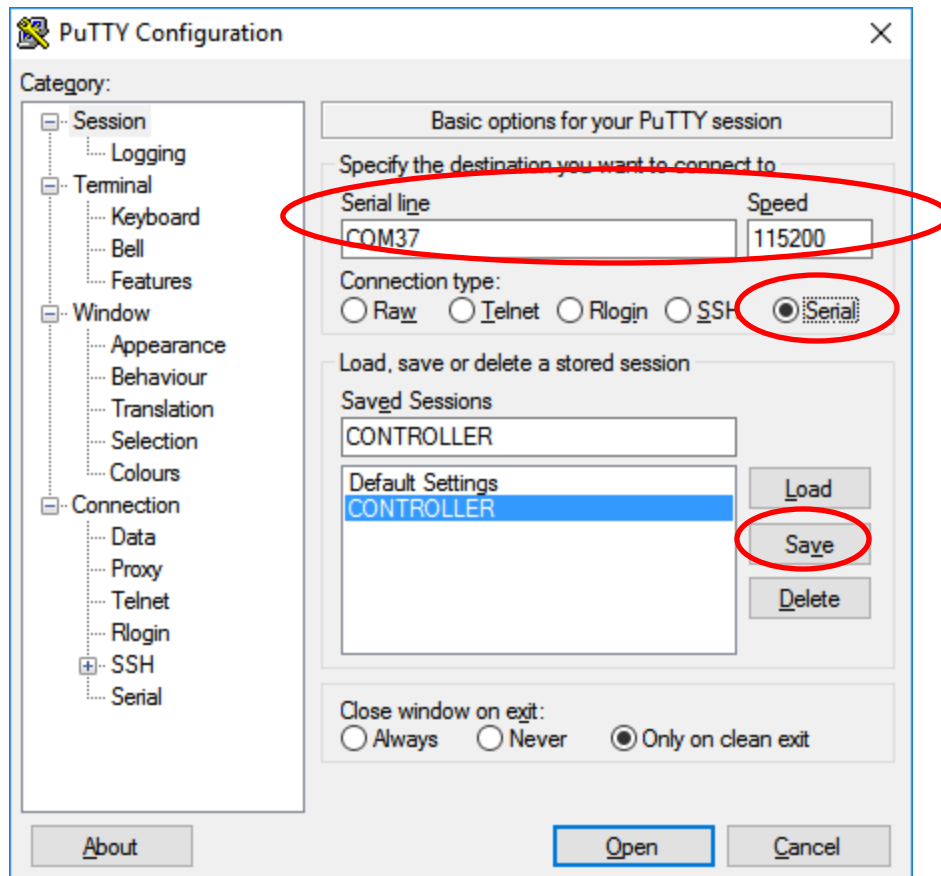 PuTTY Configuration
Category:
Session
Logging
Terminal
Keyboard
Bell
Features
Window
Appearance
Behaviour
Translation
Selection
Colours
Connection
Data
Proxy
Telnet
Rlogin
SSH
Serial
Basic options for your PuTTY session
Specify the destination you want to connect to
Serial line Speed
COM37 115200
Connection type:
Raw Telnet Rlogin SSH Serial
Load, save or delete a stored session
Saved Sessions
CONTROLLER
Default Settings
CONTROLLER
Load
Save
Delete
Close window on exit:
Always Never Only on clean exit
About Open Cancel